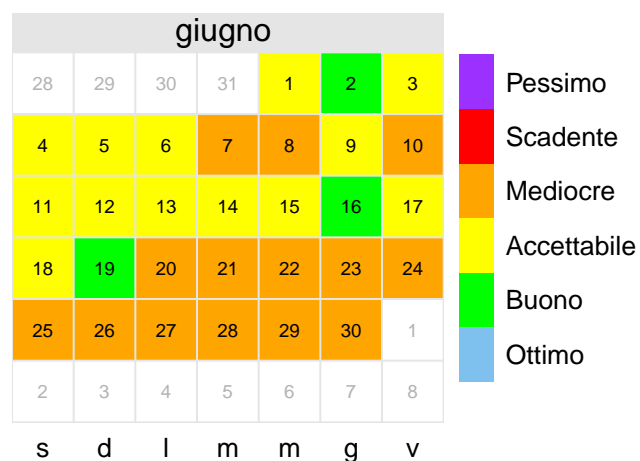 giugno
28 29 30 31 1 2 3
4 5 6 7 8 9 10
11 12 13 14 15 16 17
18 19 20 21 22 23 24
25 26 27 28 29 30 1
2 3 4 5 6 7 8
s d l m m g v
Pessimo
Scadente
Mediocre
Accettabile
Buono
Ottimo